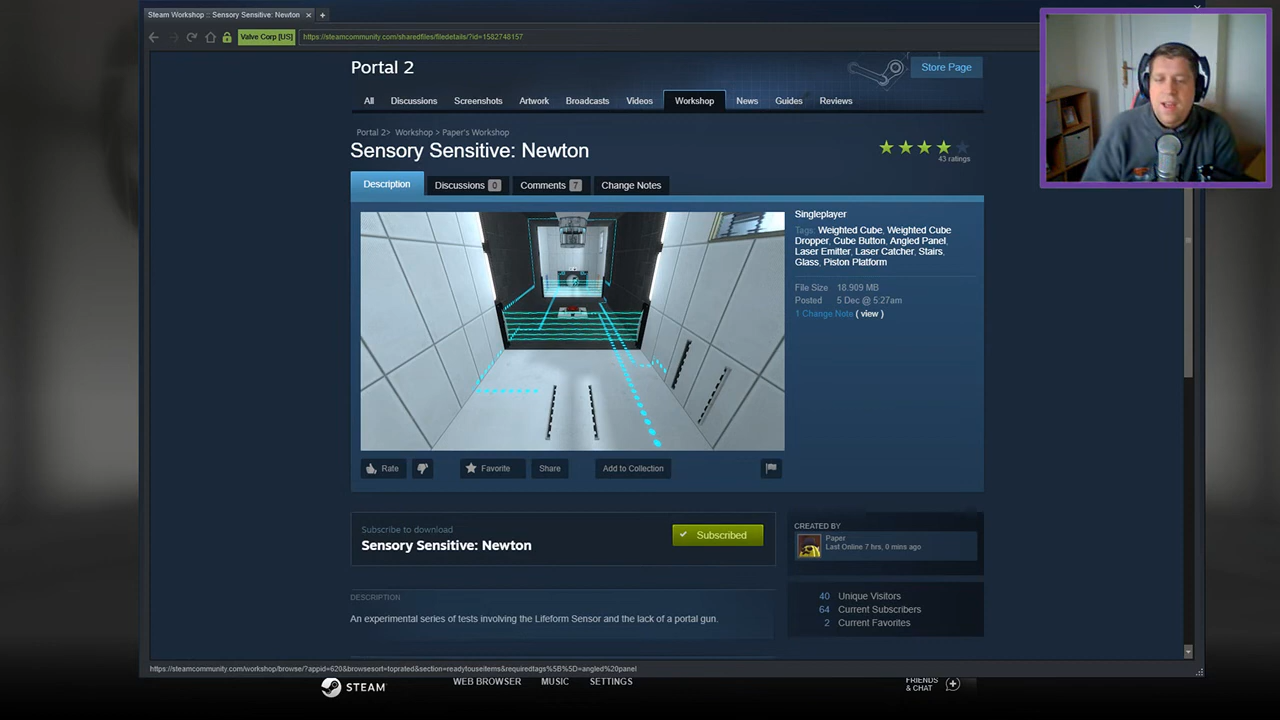 Steam Workshop :: Sensory Sensitive: Newton × +
Valve Corp [US] https://steamcommunity.com/sharedfiles/filedetails/?id=1582748157
Portal 2
Store Page
All Discussions Screenshots Artwork Broadcasts Videos Workshop News Guides Reviews
Portal 2> Workshop > Paper's Workshop
Sensory Sensitive: Newton
43 ratings
Description Discussions 0 Comments 7 Change Notes
Singleplayer
Tags: Weighted Cube, Weighted Cube
Dropper, Cube Button, Angled Panel,
Laser Emitter, Laser Catcher, Stairs,
Glass, Piston Platform
File Size 18.909 MB
Posted 5 Dec @ 5:27am
1 Change Note ( view )
Rate Favorite Share Add to Collection
Subscribe to download
Sensory Sensitive: Newton
Subscribed
CREATED BY
Paper
Last Online 7 hrs, 0 mins ago
DESCRIPTION
An experimental series of tests involving the Lifeform Sensor and the lack of a portal gun.
40 Unique Visitors
64 Current Subscribers
2 Current Favorites
https://steamcommunity.com/workshop/browse/?appid=620&browsesort=toprated&section=readytouseitems&requiredtags%5B%5D=angled%20panel
STEAM WEB BROWSER MUSIC SETTINGS
FRIENDS
& CHAT